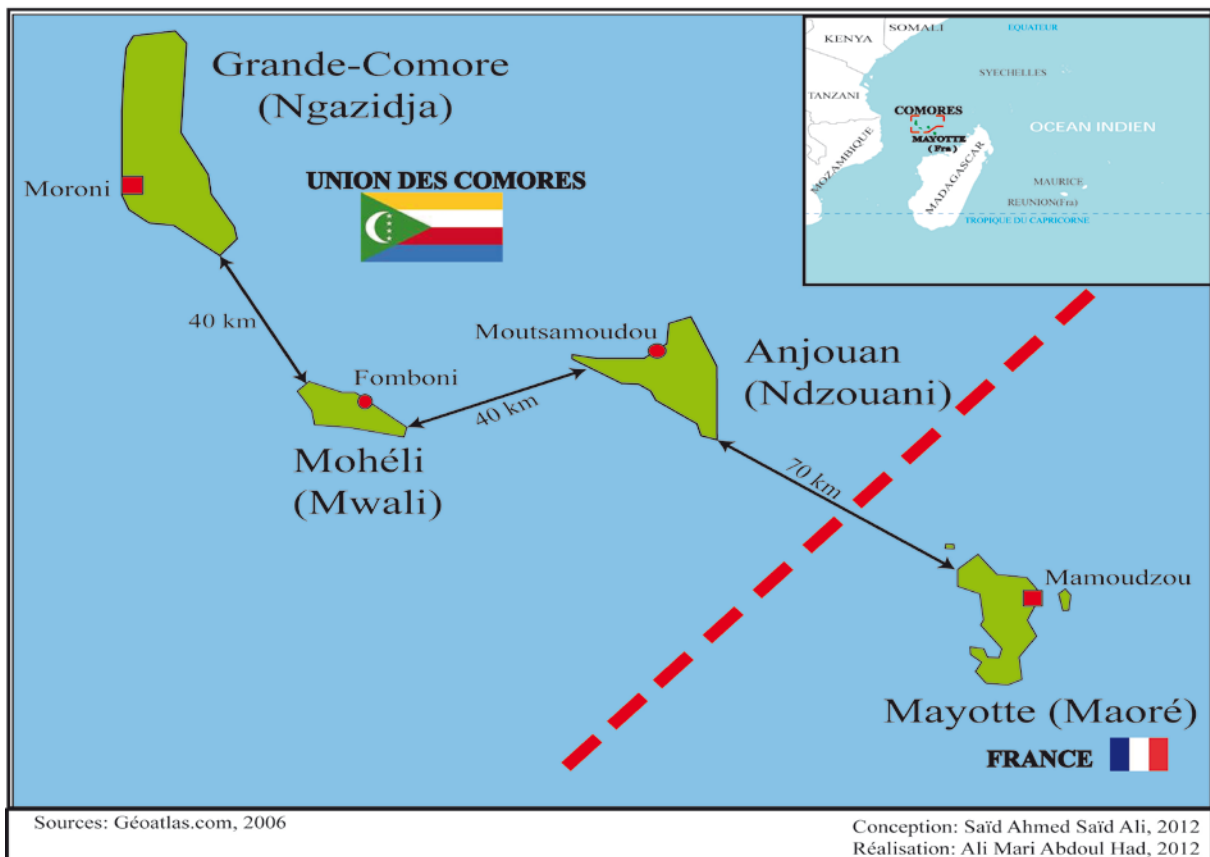 Grande-Comore
(Ngazidja)
Moroni
UNION DES COMORES
40 km
Fomboni
Mohéli
(Mwali)
40 km
Moutsamoudou
Anjouan
(Ndzouani)
70 km
Mamoudzou
Mayotte (Maoré)
FRANCE
KENYA
SOMALI
EQUATEUR
SYECHELLES
TANZANI
COMORES
MAYOTTE
(Fra)
OCEAN INDIEN
MOZAMBIQUE
MADAGASCAR
MAURICE
REUNION(Fra)
TROPIQUE DU CAPRICORNE
Sources: Géoatlas.com, 2006
Conception: Saïd Ahmed Saïd Ali, 2012
Réalisation: Ali Mari Abdoul Had, 2012